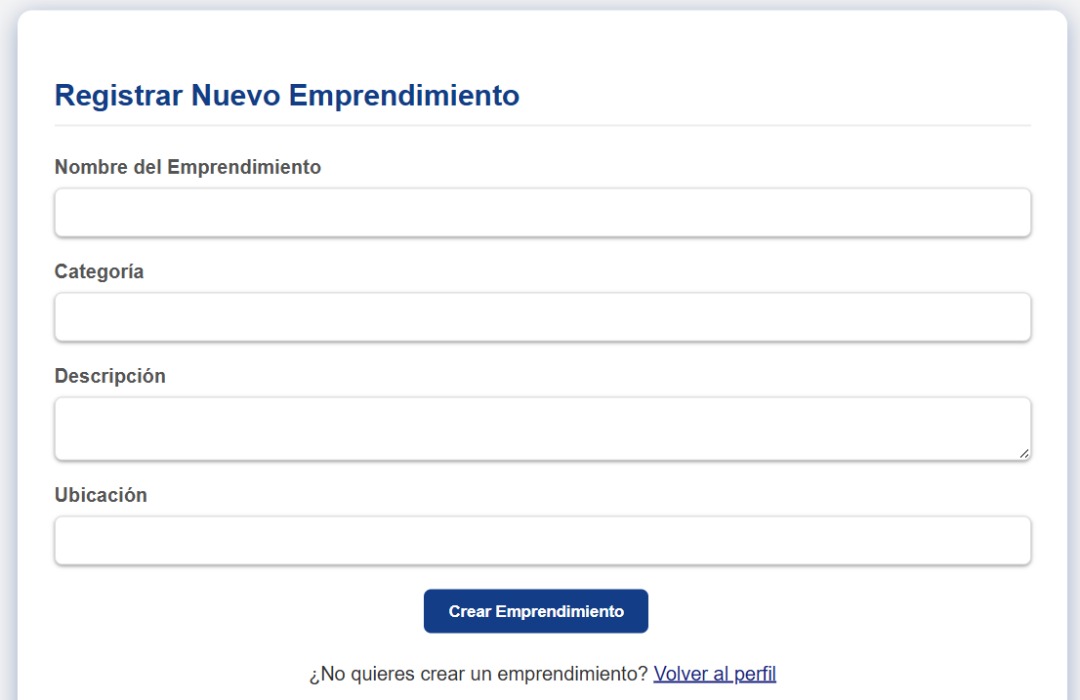 Registrar Nuevo Emprendimiento
Nombre del Emprendimiento
Categoría
Descripción
Ubicación
Crear Emprendimiento
¿No quieres crear un emprendimiento? Volver al perfil